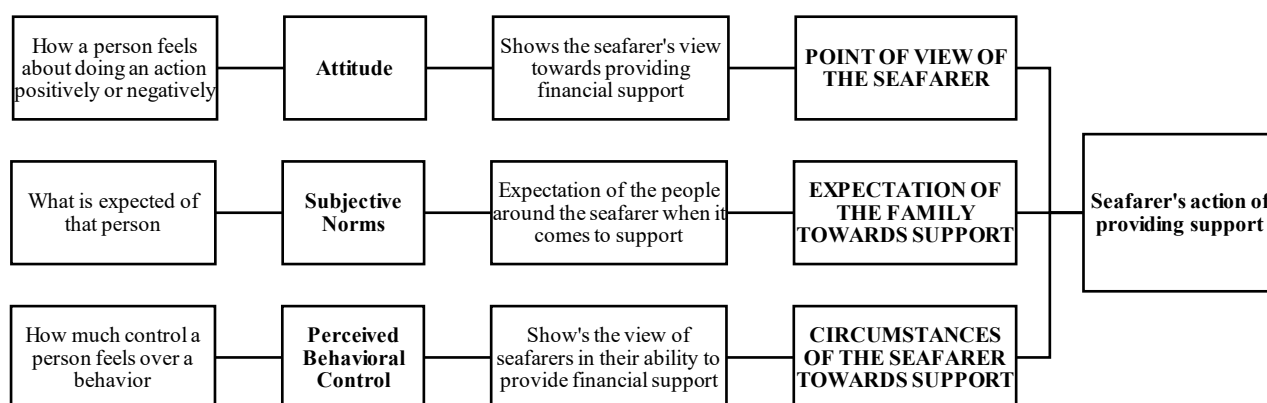 How a person feels
about doing an action
positively or negatively
Attitude
Shows the seafarer's view
towards providing
financial support
POINT OF VIEW OF
THE SEAFARER
What is expected of
that person
Subjective
Norms
Expectation of the people
around the seafarer when it
comes to support
EXPECTATION OF
THE FAMILY
TOWARDS SUPPORT
Seafarer's action of
providing support
How much control a
person feels over a
behavior
Perceived
Behavioral
Control
Show's the view of
seafarers in their ability to
provide financial support
CIRCUMSTANCES
OF THE SEAFARER
TOWARDS SUPPORT